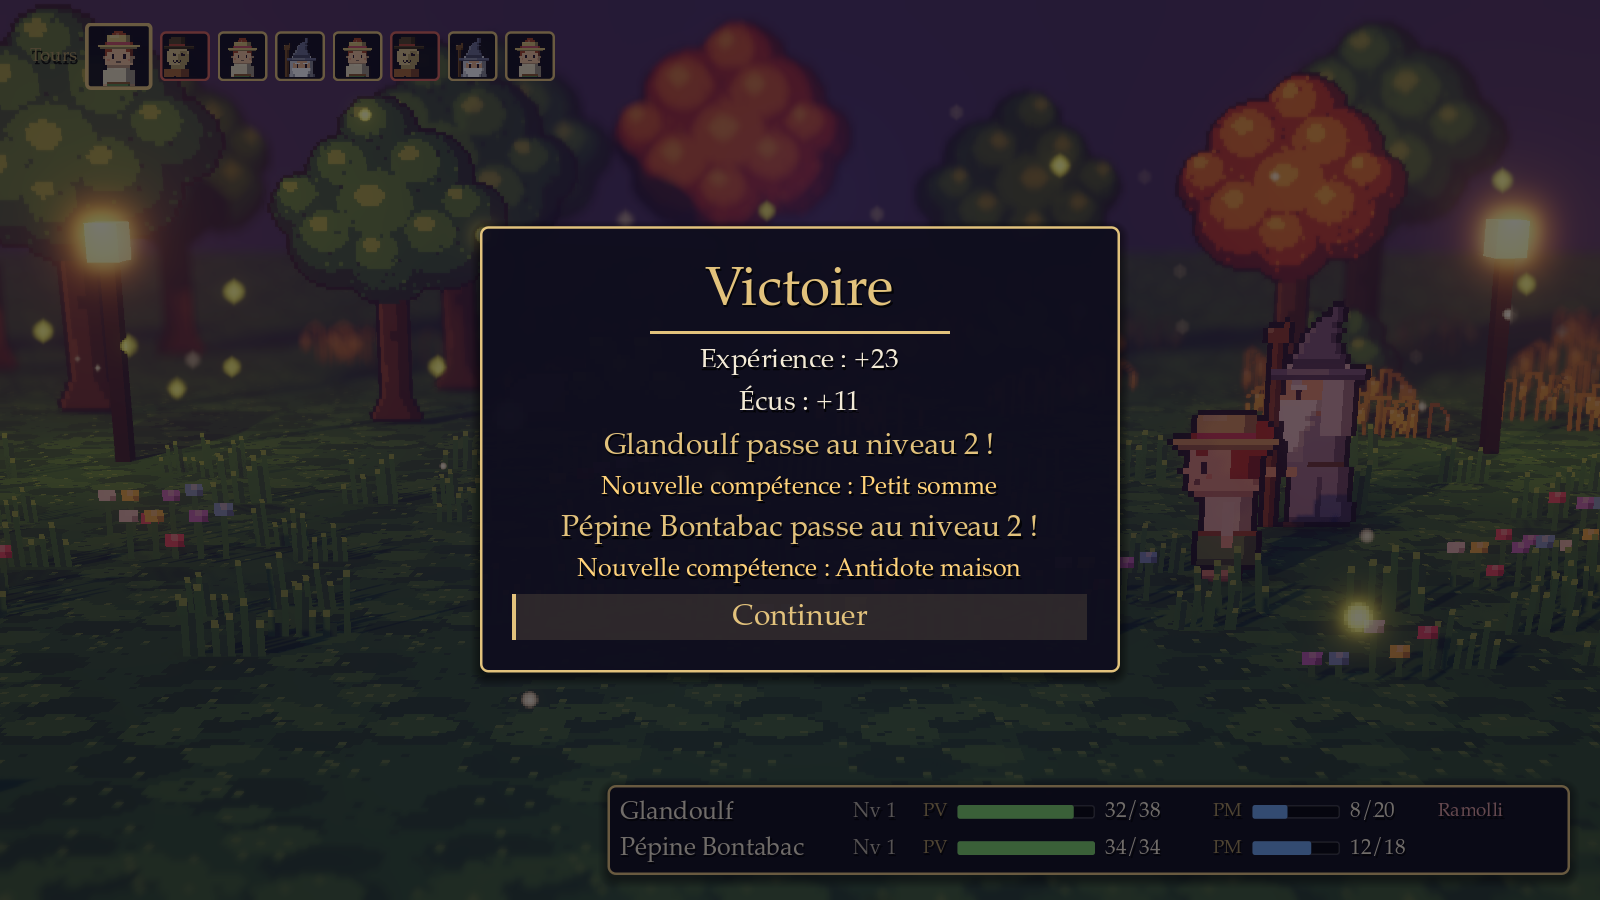 Tours
Victoire
Expérience : +23
Écus : +11
Glandoulf passe au niveau 2 !
Nouvelle compétence : Petit somme
Pépine Bontabac passe au niveau 2 !
Nouvelle compétence : Antidote maison
Continuer
Glandoulf Nv 1 PV 32/38 PM 8/20 Ramolli
Pépine Bontabac Nv 1 PV 34/34 PM 12/18